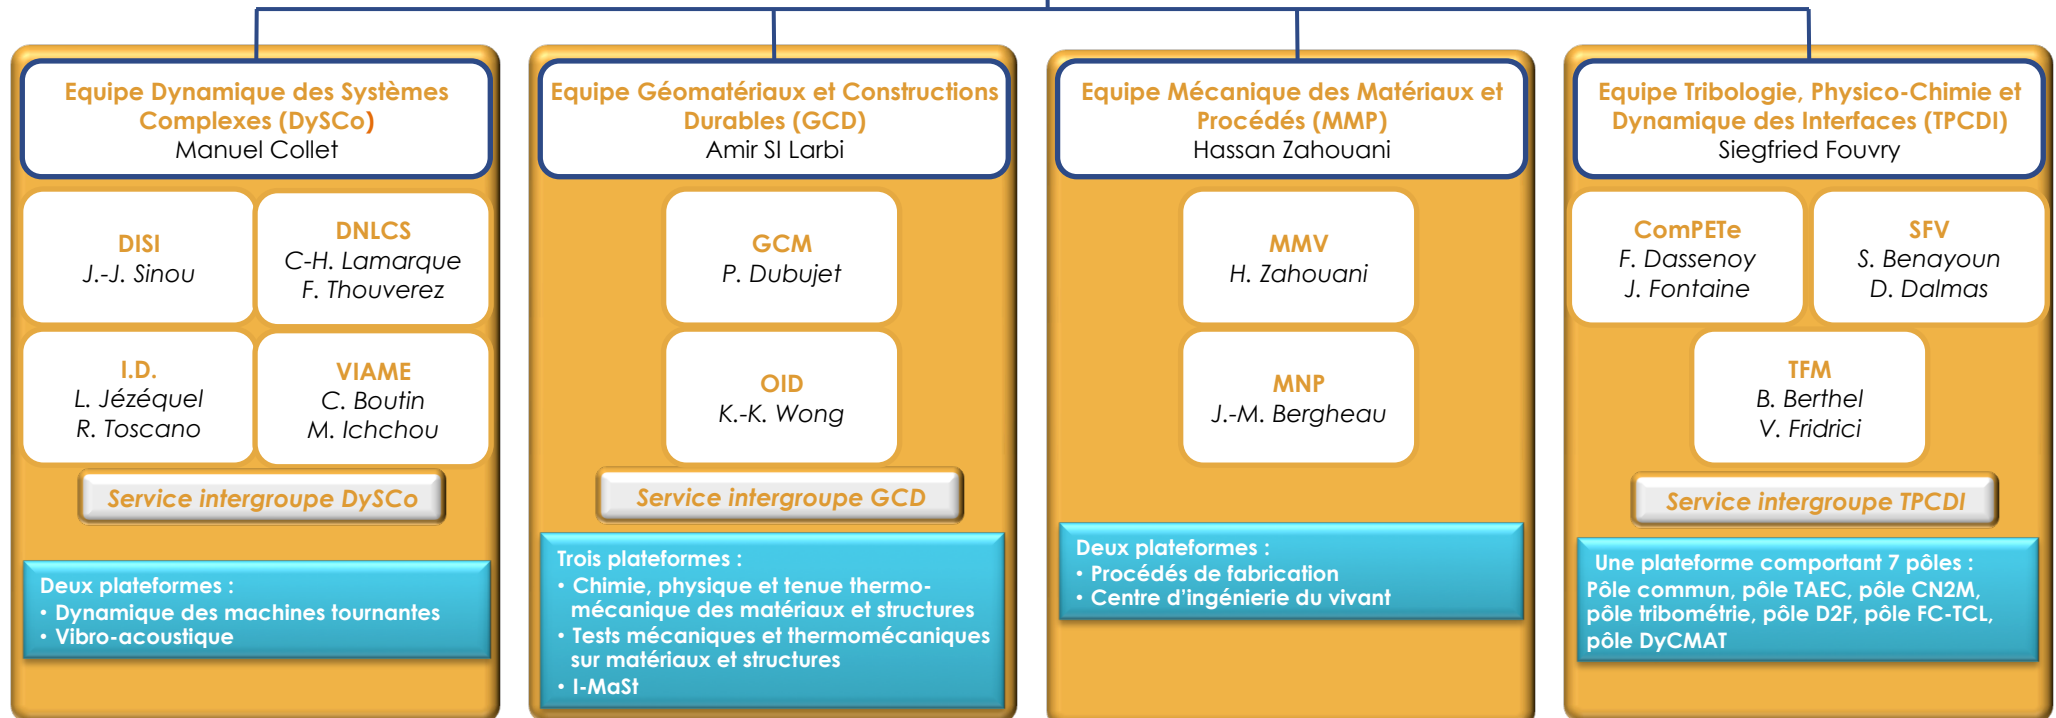 Equipe Dynamique des Systèmes
Complexes (DySCo)
Manuel Collet
DISI
J.-J. Sinou
DNLCS
C-H. Lamarque
F. Thouverez
I.D.
L. Jézéquel
R. Toscano
VIAME
C. Boutin
M. Ichchou
Service intergroupe DySCo
Deux plateformes :
• Dynamique des machines tournantes
• Vibro-acoustique
Equipe Géomatériaux et Constructions
Durables (GCD)
Amir SI Larbi
GCM
P. Dubujet
OID
K.-K. Wong
Service intergroupe GCD
Trois plateformes :
• Chimie, physique et tenue thermo-
mécanique des matériaux et structures
• Tests mécaniques et thermomécaniques
sur matériaux et structures
• I-MaSt
Equipe Mécanique des Matériaux et
Procédés (MMP)
Hassan Zahouani
MMV
H. Zahouani
MNP
J.-M. Bergheau
Deux plateformes :
• Procédés de fabrication
• Centre d’ingénierie du vivant
Equipe Tribologie, Physico-Chimie et
Dynamique des Interfaces (TPCDI)
Siegfried Fouvry
ComPETe
F. Dassenoy
J. Fontaine
SFV
S. Benayoun
D. Dalmas
TFM
B. Berthel
V. Fridrici
Service intergroupe TPCDI
Une plateforme comportant 7 pôles :
Pôle commun, pôle TAEC, pôle CN2M,
pôle tribométrie, pôle D2F, pôle FC-TCL,
pôle DyCMAT